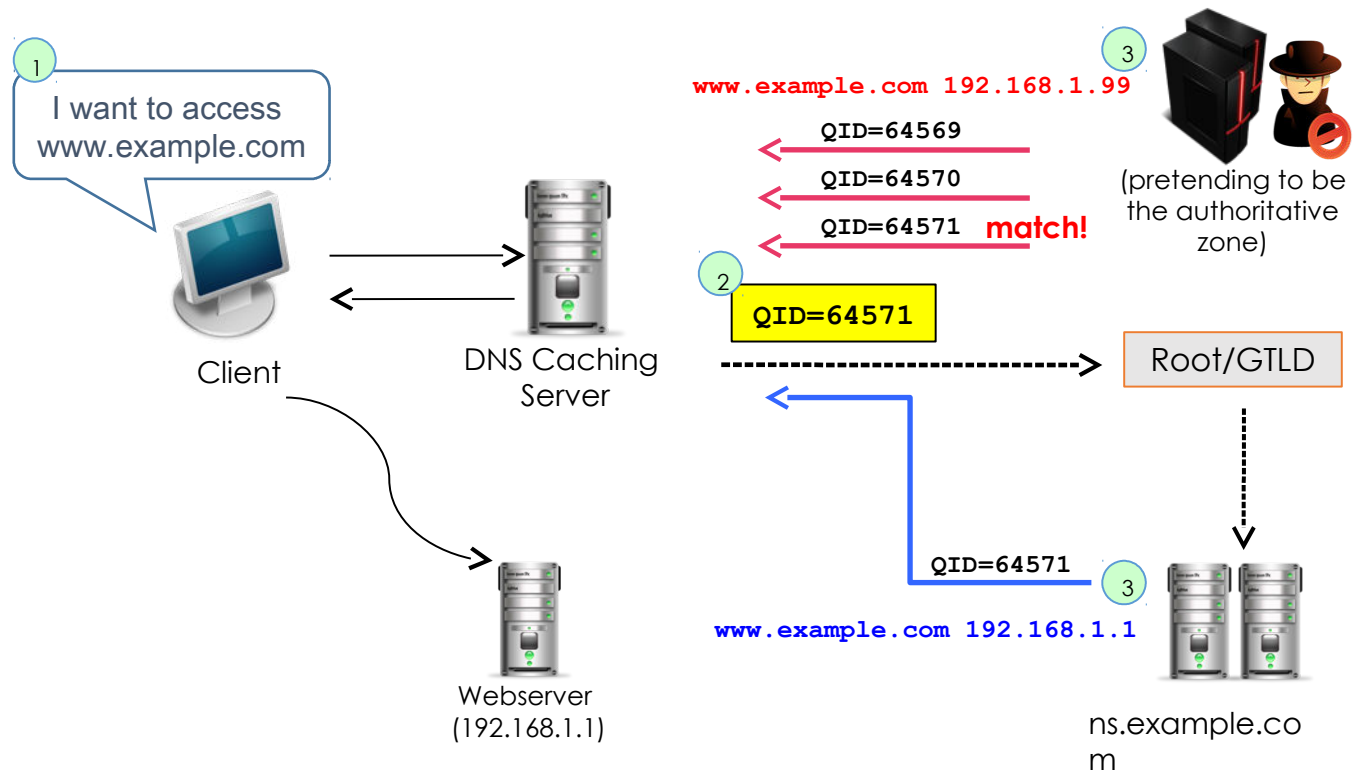 1
I want to access
www.example.com
3
www.example.com 192.168.1.99
QID=64569
QID=64570
QID=64571 match!
(pretending to be
the authoritative
zone)
2
QID=64571
Client
DNS Caching
Server
Root/GTLD
QID=64571
3
www.example.com 192.168.1.1
Webserver
(192.168.1.1)
ns.example.co
m